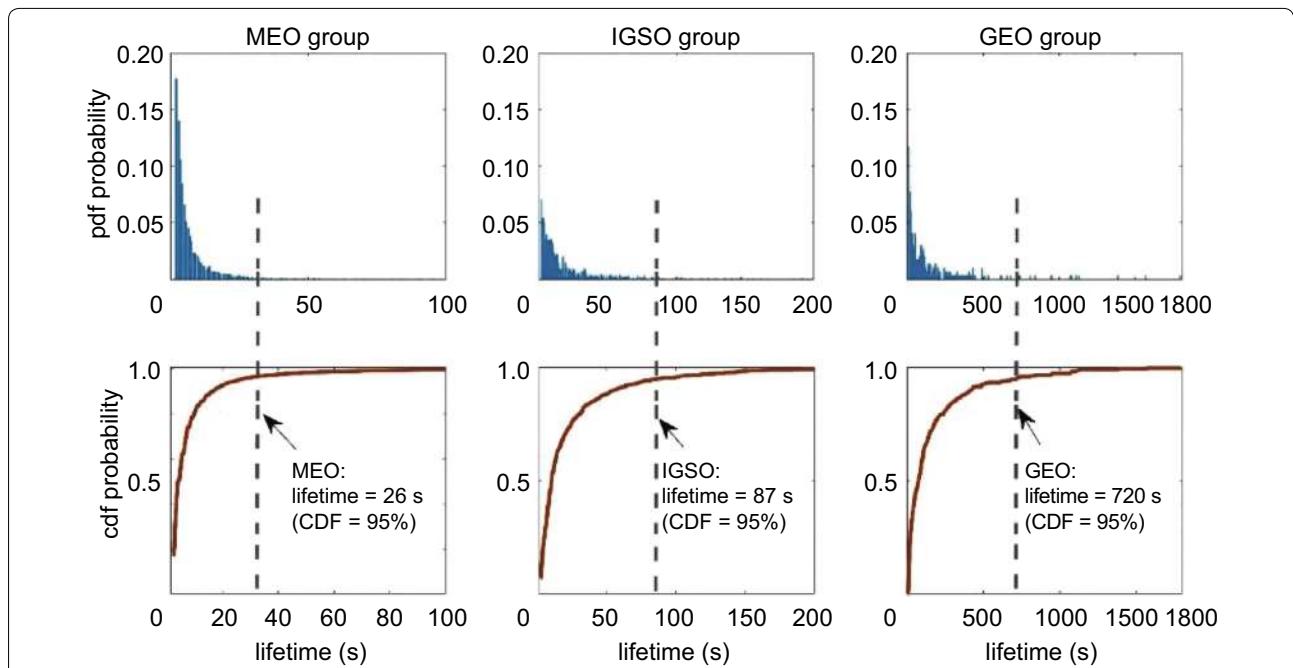 MEO group
IGSO group
GEO group
pdf probability
0.20
0.15
0.10
0.05
0 50 100
0.20
0.15
0.10
0.05
0 50 100 150 200
0.20
0.15
0.10
0.05
0 500 1000 1500 1800
cdf probability
1.0
0.5
MEO:
lifetime = 26 s
(CDF = 95%)
0 20 40 60 80 100
lifetime (s)
1.0
0.5
IGSO:
lifetime = 87 s
(CDF = 95%)
0 50 100 150 200
lifetime (s)
1.0
0.5
GEO:
lifetime = 720 s
(CDF = 95%)
0 500 1000 1500 1800
lifetime (s)